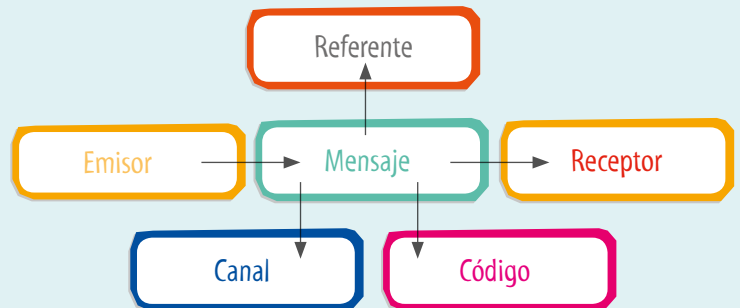 Referente
Emisor
Mensaje
Receptor
Canal
Código